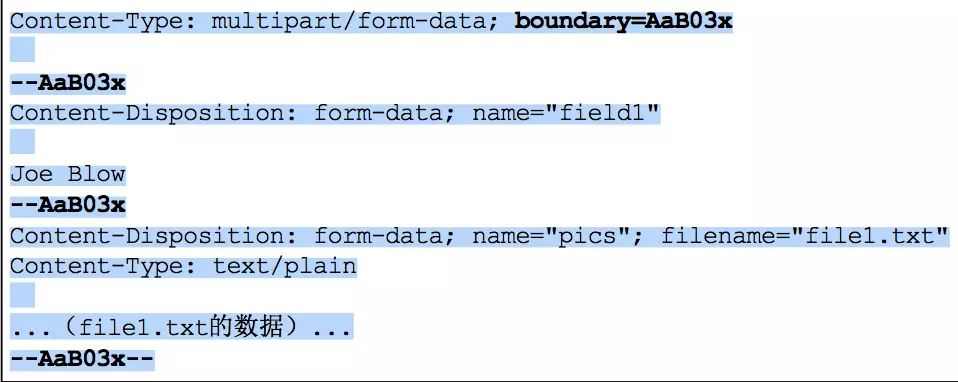 Content-Type: multipart/form-data; boundary=AaB03x
--AaB03x
Content-Disposition: form-data; name="field1"
Joe Blow
--AaB03x
Content-Disposition: form-data; name="pics"; filename="file1.txt"
Content-Type: text/plain
...（file1.txt的数据）...
--AaB03x--